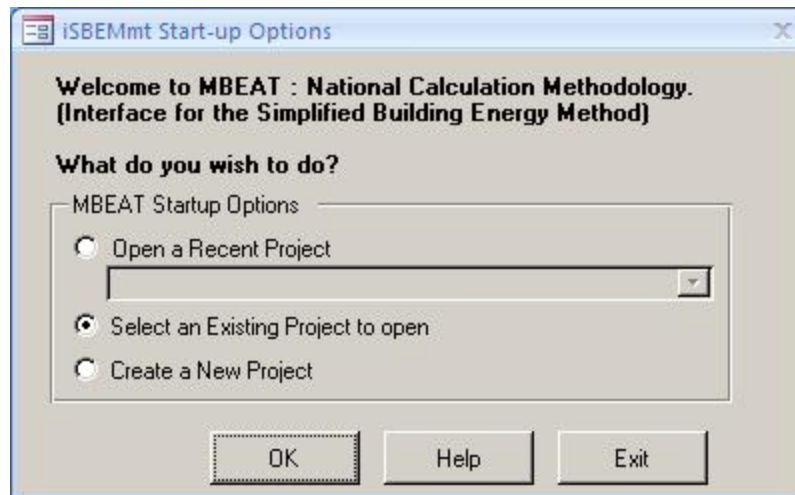 iSBEMmt Start-up Options
Welcome to MBEAT : National Calculation Methodology.
(Interface for the Simplified Building Energy Method)
What do you wish to do?
MBEAT Startup Options
Open a Recent Project
Select an Existing Project to open
Create a New Project
OK Help Exit